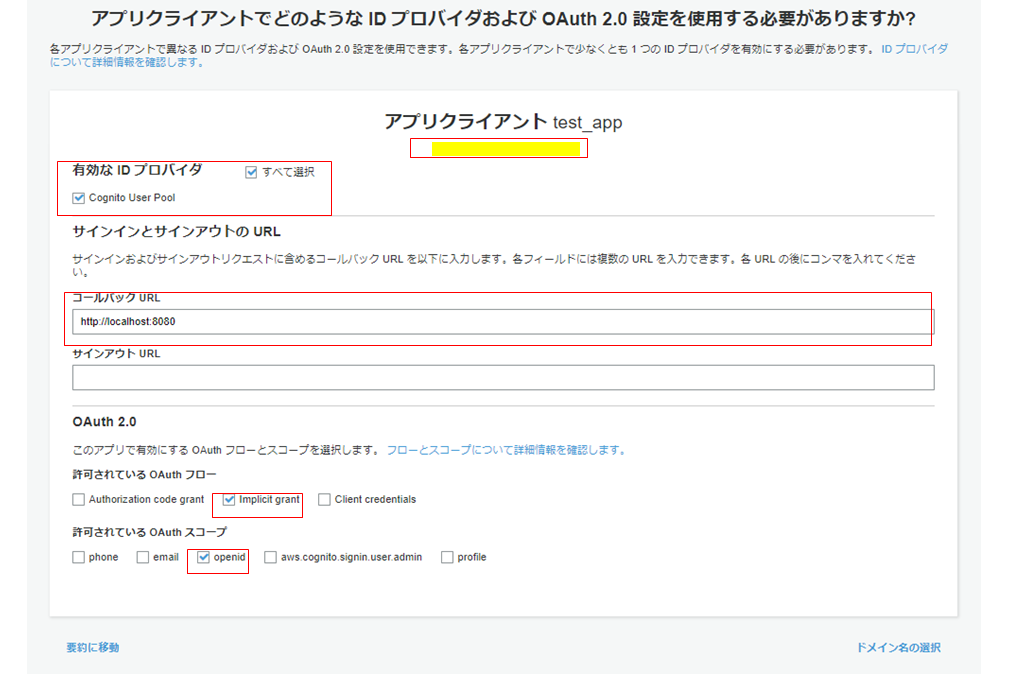 アプリクライアントでどのような ID プロバイダおよび OAuth 2.0 設定を使用する必要がありますか?
各アプリクライアントで異なる ID プロバイダおよび OAuth 2.0 設定を使用できます。各アプリクライアントで少なくとも 1 つの ID プロバイダを有効にする必要があります。 ID プロバイダ
について詳細情報を確認します。
アプリクライアント test_app
有効な ID プロバイダ すべて選択
Cognito User Pool
サインインとサインアウトの URL
サインインおよびサインアウトリクエストに含めるコールバック URL を以下に入力します。各フィールドには複数の URL を入力できます。各 URL の後にコンマを入れてくださ
い。
コールバック URL
http://localhost:8080
サインアウト URL
OAuth 2.0
このアプリで有効にする OAuth フローとスコープを選択します。 フローとスコープについて詳細情報を確認します。
許可されている OAuth フロー
Authorization code grant Implicit grant Client credentials
許可されている OAuth スコープ
phone email openid aws.cognito.signin.user.admin profile
要約に移動 ドメイン名の選択